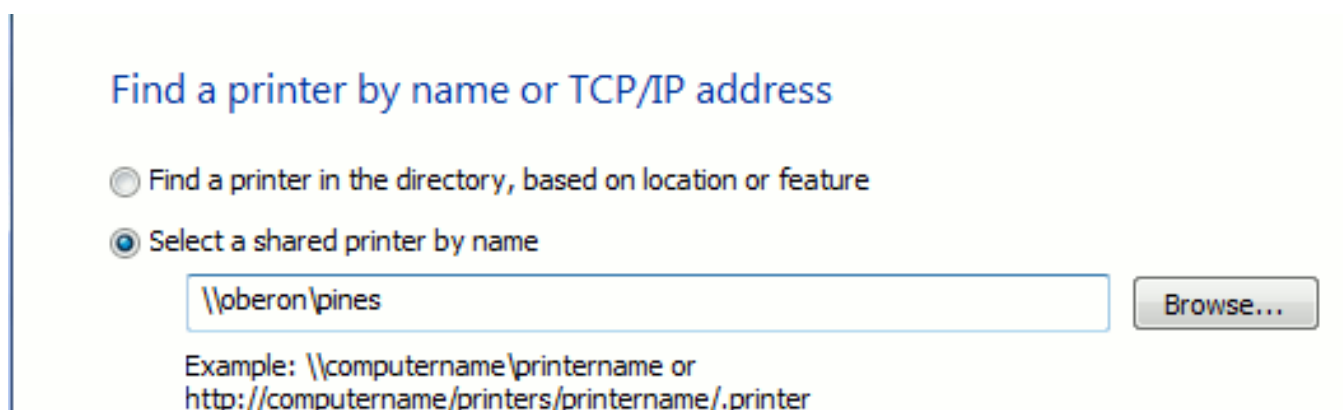 Find a printer by name or TCP/IP address
Find a printer in the directory, based on location or feature
Select a shared printer by name
\\oberon\pines
Browse...
Example: \\computername\printername or
http://computername/printers/printername/.printer